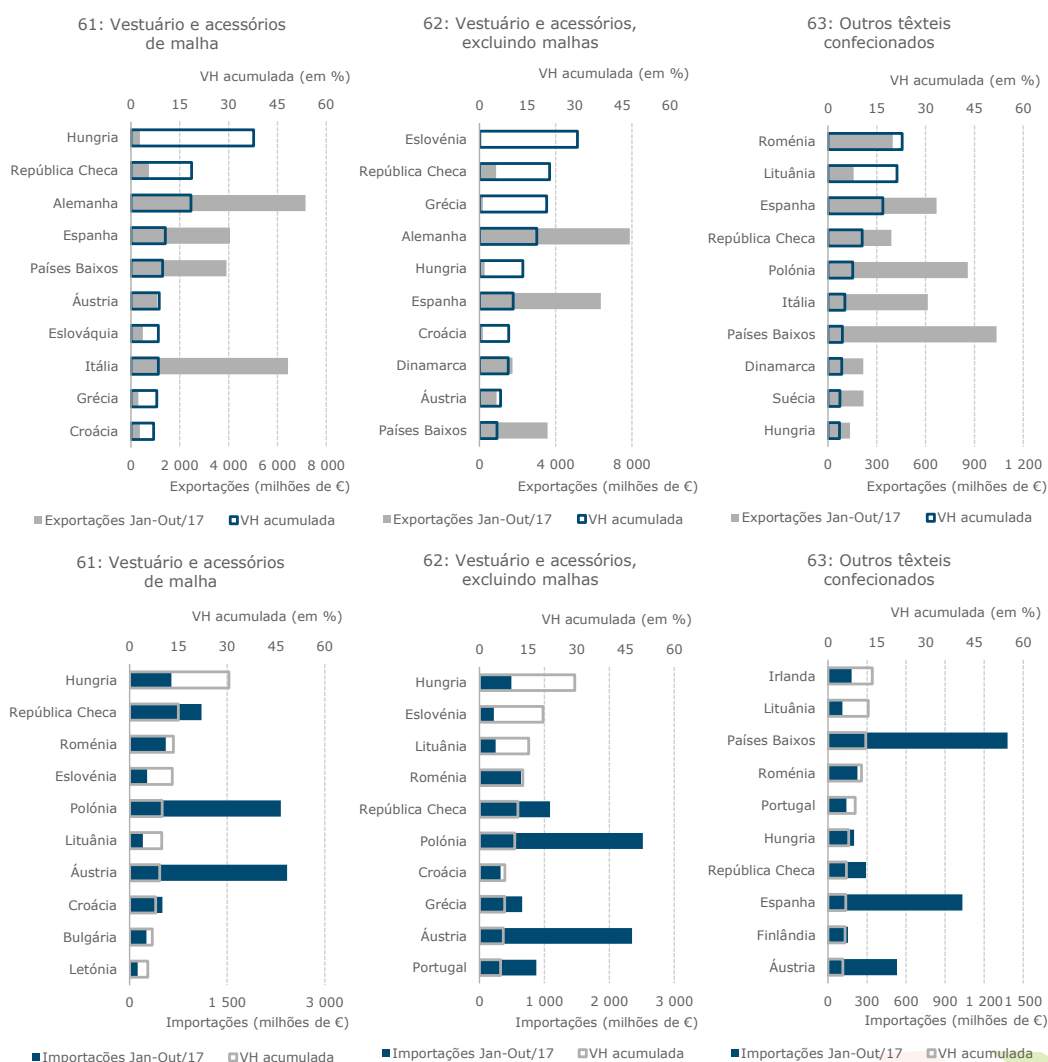 61: Vestuário e acessórios
de malha
VH acumulada (em %)
0 15 30 45 60
Hungria
República Checa
Alemanha
Espanha
Países Baixos
Áustria
Eslováquia
Itália
Grécia
Croácia
0 2 000 4 000 6 000 8 000
Exportações (milhões de €)
Exportações Jan-Out/17 VH acumulada
62: Vestuário e acessórios,
excluindo malhas
VH acumulada (em %)
0 15 30 45 60
Eslovénia
República Checa
Grécia
Alemanha
Hungria
Espanha
Croácia
Dinamarca
Áustria
Países Baixos
0 4 000 8 000
Exportações (milhões de €)
Exportações Jan-Out/17 VH acumulada
63: Outros têxteis
confecionados
VH acumulada (em %)
0 15 30 45 60
Roménia
Lituânia
Espanha
República Checa
Polónia
Itália
Países Baixos
Dinamarca
Suécia
Hungria
0 300 600 900 1 200
Exportações (milhões de €)
Exportações Jan-Out/17 VH acumulada
61: Vestuário e acessórios
de malha
VH acumulada (em %)
0 15 30 45 60
Hungria
República Checa
Roménia
Eslovénia
Polónia
Lituânia
Áustria
Croácia
Bulgária
Letónia
0 1 500 3 000
Importações (milhões de €)
Importações Jan-Out/17 VH acumulada
62: Vestuário e acessórios,
excluindo malhas
VH acumulada (em %)
0 15 30 45 60
Hungria
Eslovénia
Lituânia
Roménia
República Checa
Polónia
Croácia
Grécia
Áustria
Portugal
0 1 000 2 000 3 000
Importações (milhões de €)
Importações Jan-Out/17 VH acumulada
63: Outros têxteis
confecionados
VH acumulada (em %)
0 15 30 45 60
Irlanda
Lituânia
Países Baixos
Roménia
Portugal
Hungria
República Checa
Espanha
Finlândia
Áustria
0 300 600 900 1 200 1 500
Importações (milhões de €)
Importações Jan-Out/17 VH acumulada